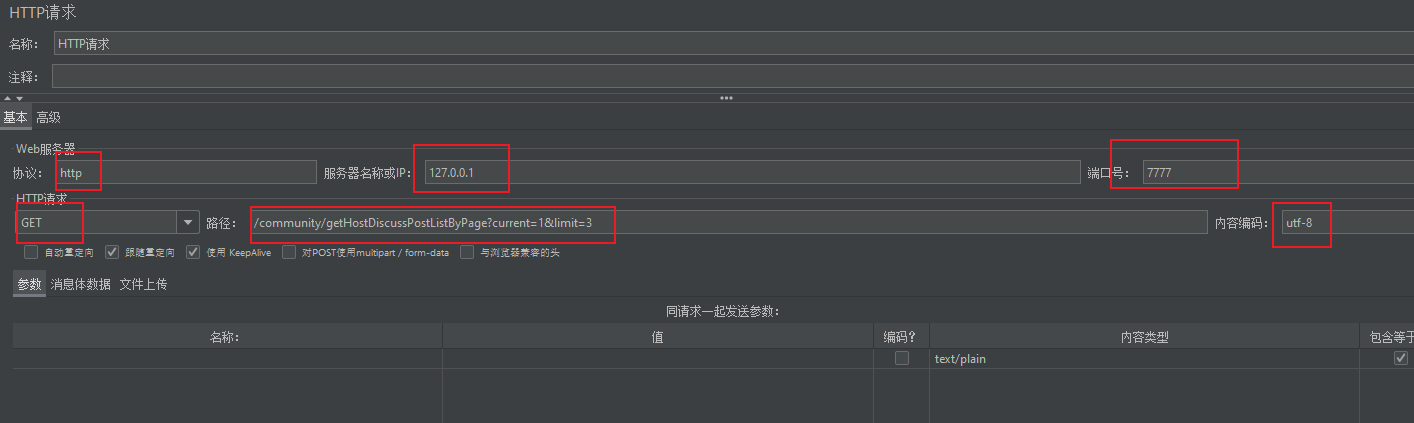 HTTP请求
名称： HTTP请求
注释：
基本 高级
Web服务器
协议： http 服务器名称或IP： 127.0.0.1 端口号： 7777
HTTP请求
GET 路径： /community/getHostDiscussPostListByPage?current=1&limit=3 内容编码： utf-8
自动重定向 跟随重定向 使用 KeepAlive 对POST使用multipart / form-data 与浏览器兼容的头
参数 消息体数据 文件上传
同请求一起发送参数：
名称： 值 编码? 内容类型 包含等于
text/plain